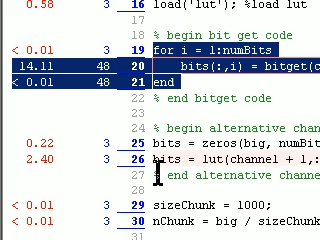 0.58 3 16 load('lut'); %load lut
17
18 % begin bit get code
< 0.01 3 19 for i = 1:numBits
14.11 48 20 bits(:,i) = bitget(c
< 0.01 48 21 end
22 % end bitget code
23
24 % begin alternative chann
0.22 3 25 bits = zeros(big, numBit
2.40 3 26 bits = lut(channel + 1,:
27 % end alternative channe
28
< 0.01 3 29 sizeChunk = 1000;
< 0.01 3 30 nChunk = big / sizeChunk
31